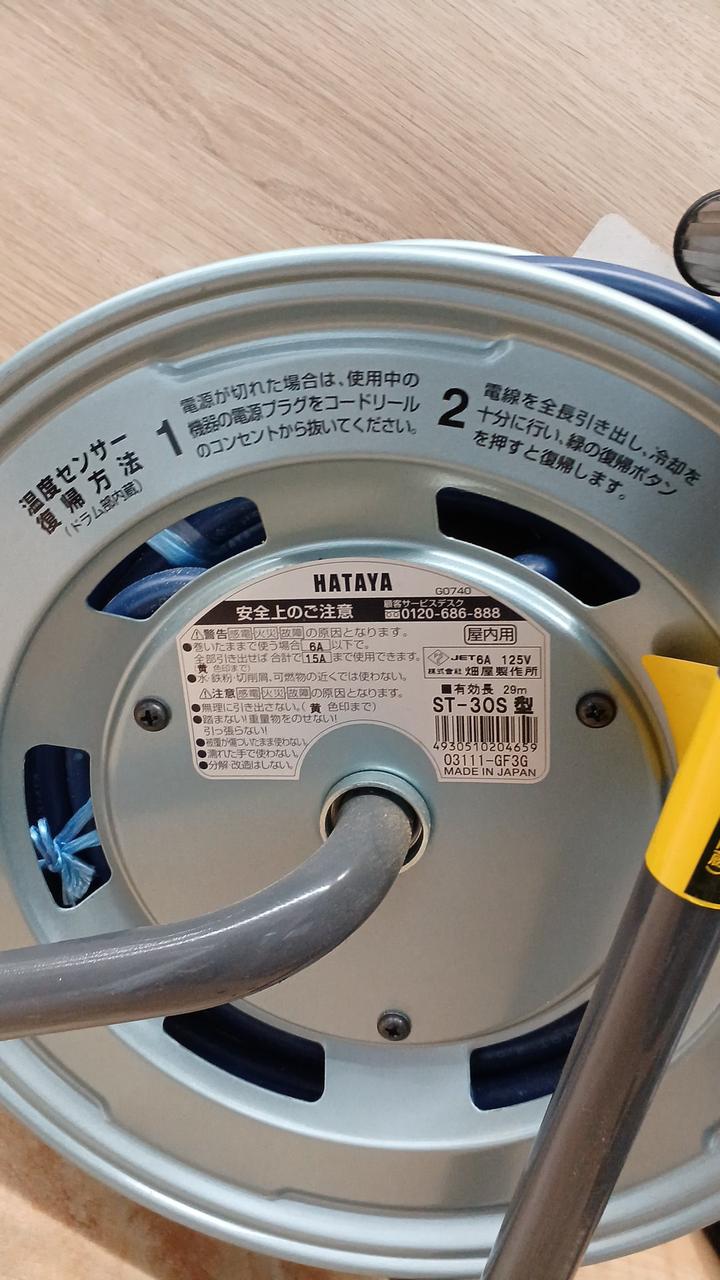 温度センサー
復帰方法
(ドラム部内蔵)
1
電源が切れた場合は、使用中の
機器の電源プラグをコードリール
のコンセントから抜いてください。
2
電線を全長引き出し、冷却を
十分に行い、緑の復帰ボタン
を押すと復帰します。
HATAYA
G0740
安全上のご注意
顧客サービスデスク
0120-686-888
⚠警告 感電 火災 故障 の原因となります。
●巻いたままで使う場合 6A 以下で。
全部引き出せば 合計で 15A まで使用できます。
(黄 色印まで)
●水・鉄粉・切削屑、可燃物の近くでは使わない。
⚠注意 感電 火災 故障 の原因となります。
●無理に引き出さない。(黄 色印まで)
●踏まない!重量物をのせない!
引っ張らない!
●被覆が傷ついたまま使わない。
●濡れた手で使わない。
●分解・改造はしない。
屋内用
JET 6A 125V
株式会社 畑屋製作所
■有効長 29m
ST-30S 型
4930510204659
03111-GF3G
MADE IN JAPAN